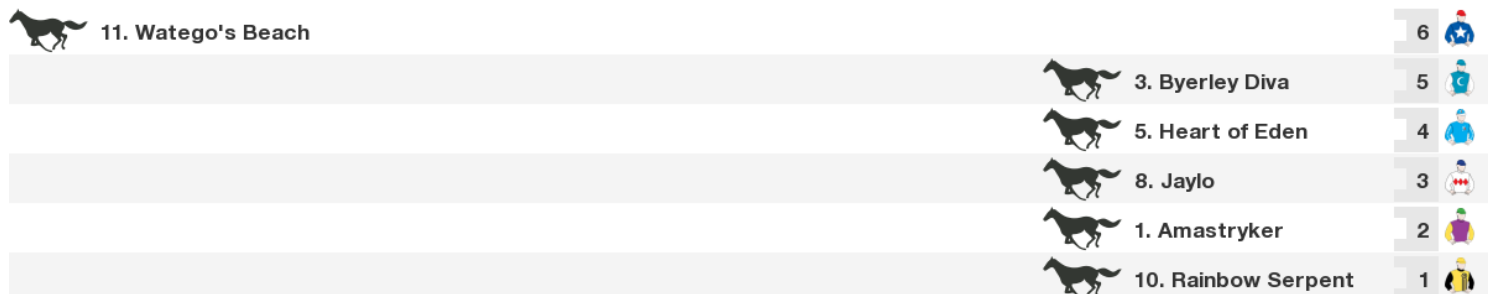 11. Watego's Beach 6
3. Byerley Diva 5
5. Heart of Eden 4
8. Jaylo 3
1. Amastryker 2
10. Rainbow Serpent 1